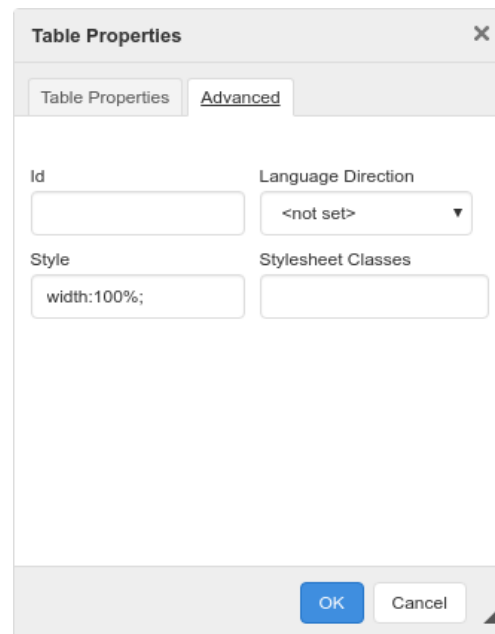 Table Properties
Table Properties Advanced
Id Language Direction
<not set>
Style Stylesheet Classes
width:100%;
OK Cancel